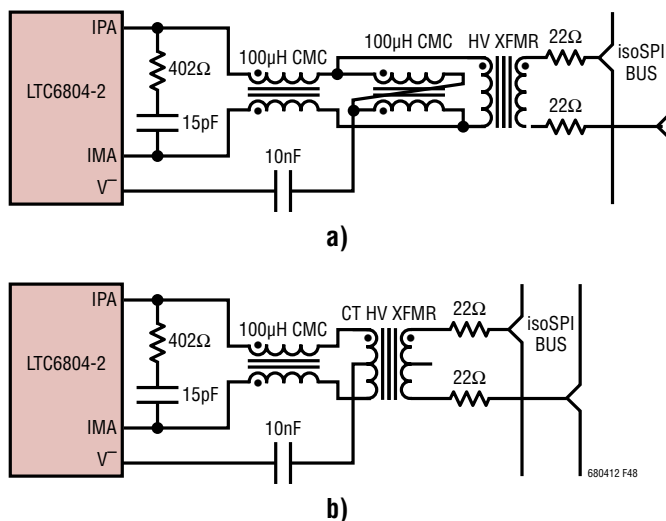 IPA
LTC6804-2
402Ω
15pF
IMA
V–
100µH CMC
100µH CMC
10nF
HV XFMR
22Ω
22Ω
isoSPI
BUS
a)
IPA
LTC6804-2
402Ω
15pF
IMA
V–
100µH CMC
10nF
CT HV XFMR
22Ω
22Ω
isoSPI
BUS
680412 F48
b)